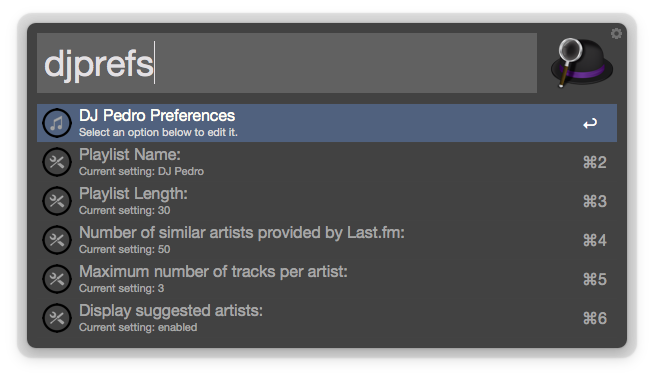 djprefs
DJ Pedro Preferences
Select an option below to edit it.
Playlist Name:
Current setting: DJ Pedro
⌘2
Playlist Length:
Current setting: 30
⌘3
Number of similar artists provided by Last.fm:
Current setting: 50
⌘4
Maximum number of tracks per artist:
Current setting: 3
⌘5
Display suggested artists:
Current setting: enabled
⌘6